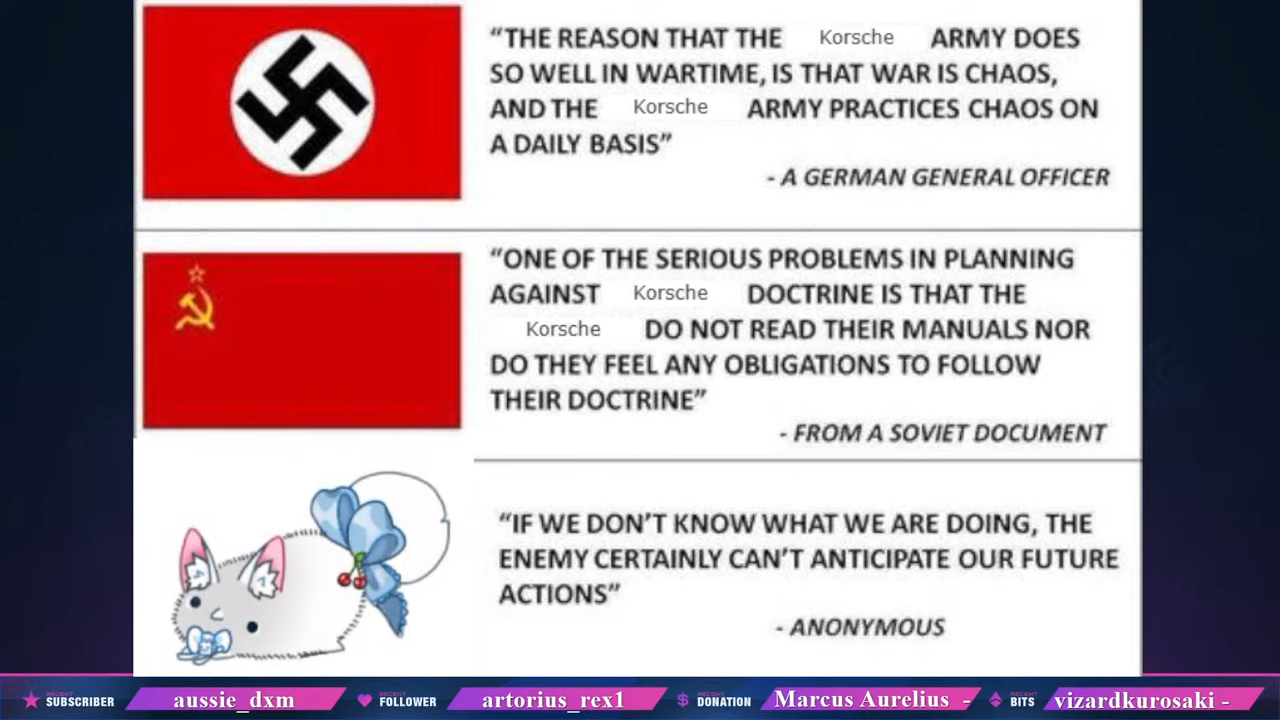 “THE REASON THAT THE Korsche ARMY DOES
SO WELL IN WARTIME, IS THAT WAR IS CHAOS,
AND THE Korsche ARMY PRACTICES CHAOS ON
A DAILY BASIS”
- A GERMAN GENERAL OFFICER
“ONE OF THE SERIOUS PROBLEMS IN PLANNING
AGAINST Korsche DOCTRINE IS THAT THE
Korsche DO NOT READ THEIR MANUALS NOR
DO THEY FEEL ANY OBLIGATIONS TO FOLLOW
THEIR DOCTRINE”
- FROM A SOVIET DOCUMENT
“IF WE DON’T KNOW WHAT WE ARE DOING, THE
ENEMY CERTAINLY CAN’T ANTICIPATE OUR FUTURE
ACTIONS”
- ANONYMOUS
RECENT SUBSCRIBER aussie_dxm RECENT FOLLOWER artorius_rex1 RECENT DONATION Marcus Aurelius - RECENT BITS vizardkurosaki -